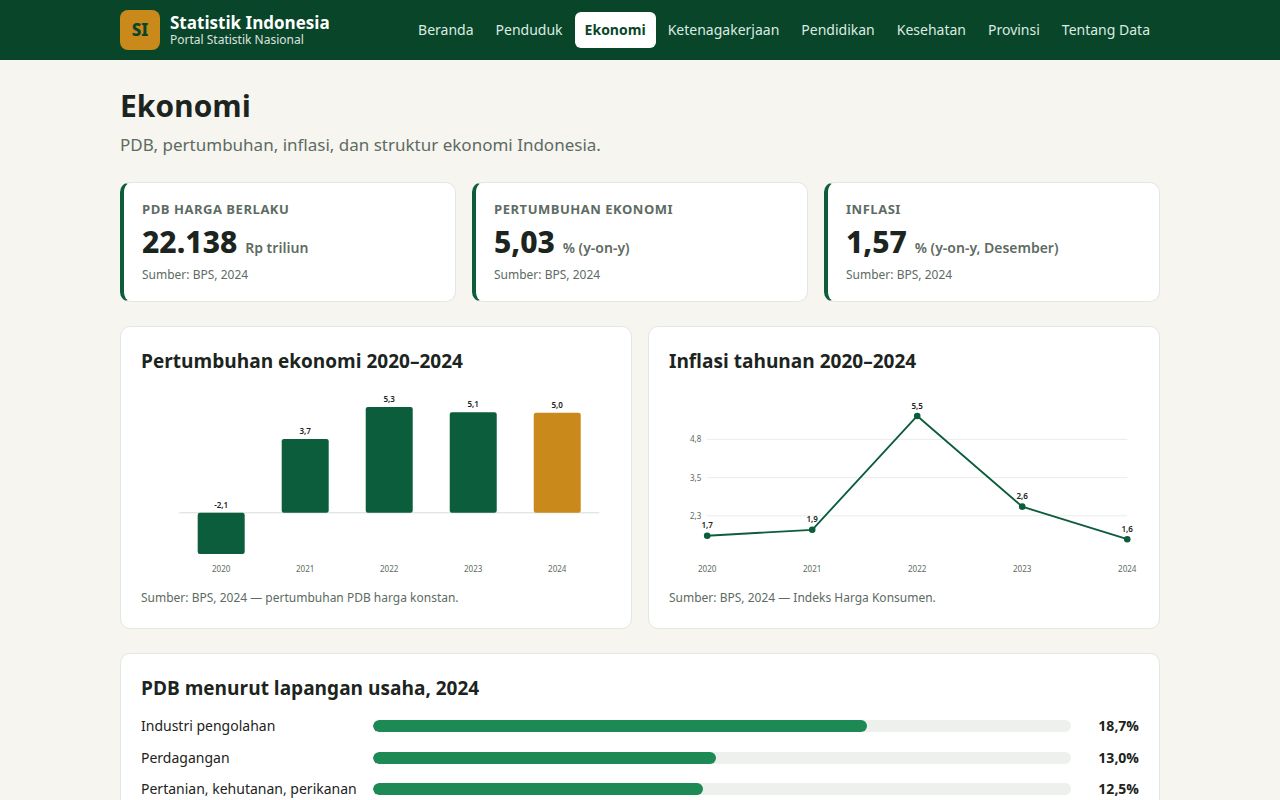 SI
Statistik Indonesia
Portal Statistik Nasional
Beranda
Penduduk
Ekonomi
Ketenagakerjaan
Pendidikan
Kesehatan
Provinsi
Tentang Data
Ekonomi
PDB, pertumbuhan, inflasi, dan struktur ekonomi Indonesia.
PDB HARGA BERLAKU
22.138 Rp triliun
Sumber: BPS, 2024
PERTUMBUHAN EKONOMI
5,03 % (y-on-y)
Sumber: BPS, 2024
INFLASI
1,57 % (y-on-y, Desember)
Sumber: BPS, 2024
Pertumbuhan ekonomi 2020–2024
-2,1
3,7
5,3
5,1
5,0
2020
2021
2022
2023
2024
Sumber: BPS, 2024 — pertumbuhan PDB harga konstan.
Inflasi tahunan 2020–2024
4,8
3,5
2,3
1,7
1,9
5,5
2,6
1,6
2020
2021
2022
2023
2024
Sumber: BPS, 2024 — Indeks Harga Konsumen.
PDB menurut lapangan usaha, 2024
Industri pengolahan 18,7%
Perdagangan 13,0%
Pertanian, kehutanan, perikanan 12,5%